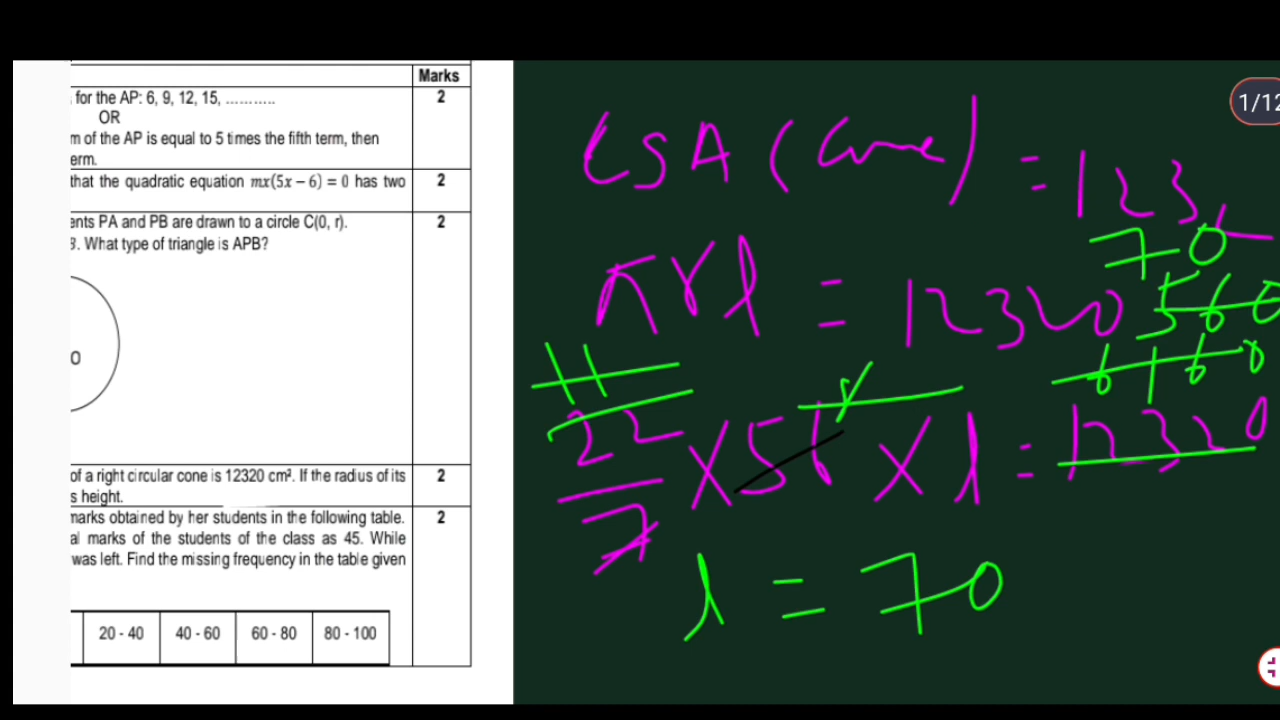 Marks
for the AP: 6, 9, 12, 15, ...........
2
OR
m of the AP is equal to 5 times the fifth term, then
erm.
that the quadratic equation mx(5x – 6) = 0 has two
2
ents PA and PB are drawn to a circle C(0, r).
2
. What type of triangle is APB?
0
of a right circular cone is 12320 cm². If the radius of its
2
s height.
marks obtained by her students in the following table.
2
al marks of the students of the class as 45. While
was left. Find the missing frequency in the table given
20 - 40 40 - 60 60 - 80 80 - 100
1/12
CSA (Cone) = 123
70
πrl = 12320
560
11 8 6160
22/7 × 56 × l = 12320
l = 70